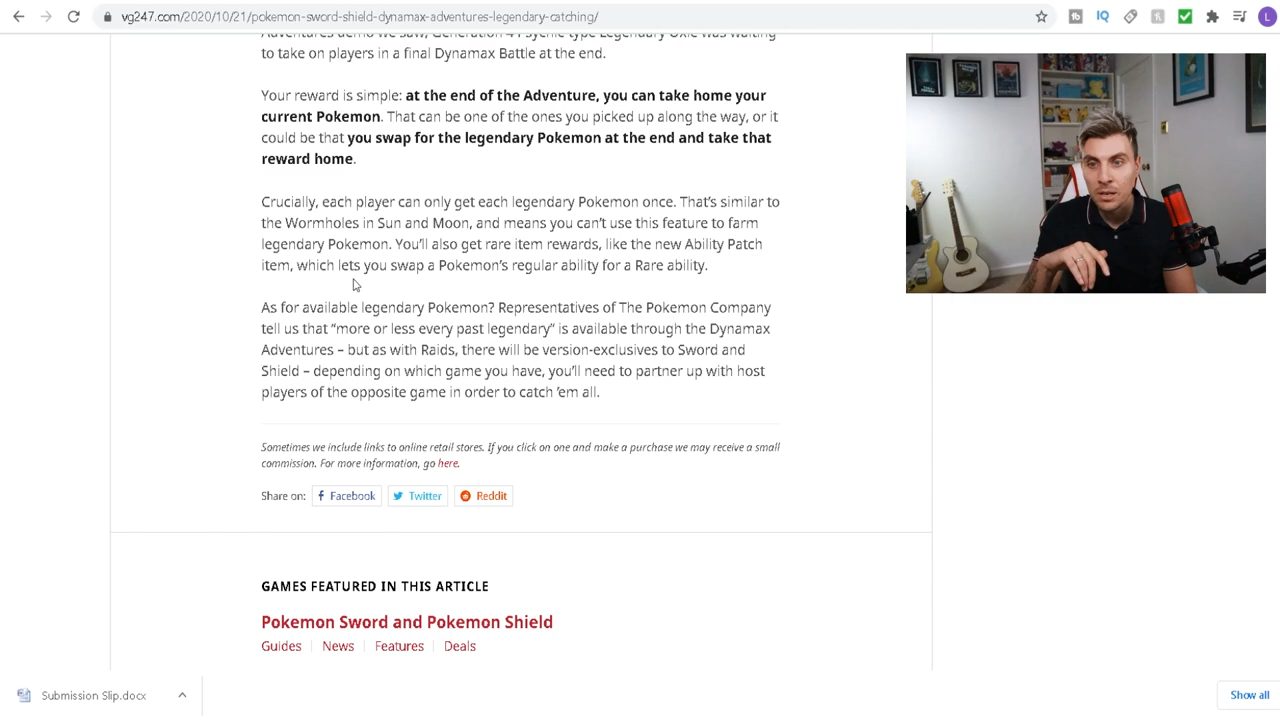 vg247.com/2020/10/21/pokemon-sword-shield-dynamax-adventures-legendary-catching/
Adventures demo we saw, Generation 4 Psychic type Legendary Uxie was waiting
to take on players in a final Dynamax Battle at the end.
Your reward is simple: at the end of the Adventure, you can take home your
current Pokemon. That can be one of the ones you picked up along the way, or it
could be that you swap for the legendary Pokemon at the end and take that
reward home.
Crucially, each player can only get each legendary Pokemon once. That's similar to
the Wormholes in Sun and Moon, and means you can't use this feature to farm
legendary Pokemon. You'll also get rare item rewards, like the new Ability Patch
item, which lets you swap a Pokemon's regular ability for a Rare ability.
As for available legendary Pokemon? Representatives of The Pokemon Company
tell us that “more or less every past legendary” is available through the Dynamax
Adventures – but as with Raids, there will be version-exclusives to Sword and
Shield – depending on which game you have, you'll need to partner up with host
players of the opposite game in order to catch 'em all.
Sometimes we include links to online retail stores. If you click on one and make a purchase we may receive a small
commission. For more information, go here.
Share on: Facebook Twitter Reddit
GAMES FEATURED IN THIS ARTICLE
Pokemon Sword and Pokemon Shield
Guides News Features Deals
Submission Slip.docx
Show all
IQ
L